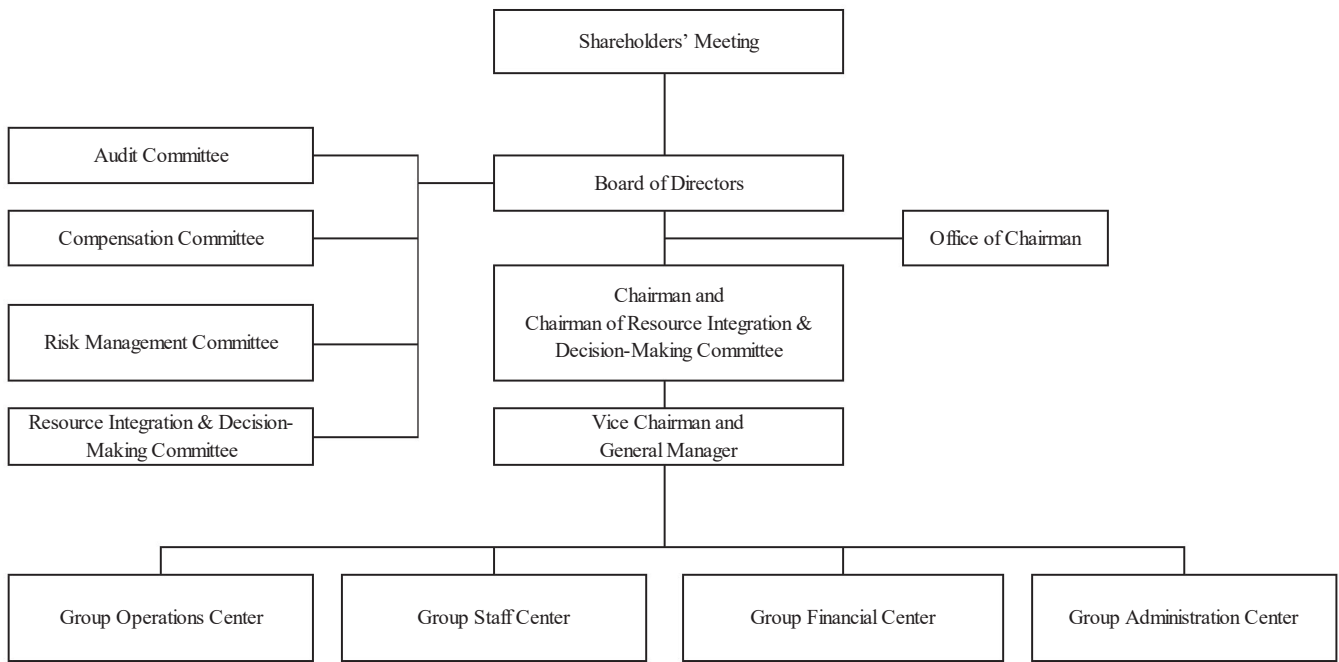 Shareholders’ Meeting
Audit Committee
Board of Directors
Compensation Committee
Office of Chairman
Chairman and
Chairman of Resource Integration &
Decision-Making Committee
Risk Management Committee
Resource Integration & Decision-
Making Committee
Vice Chairman and
General Manager
Group Operations Center
Group Staff Center
Group Financial Center
Group Administration Center